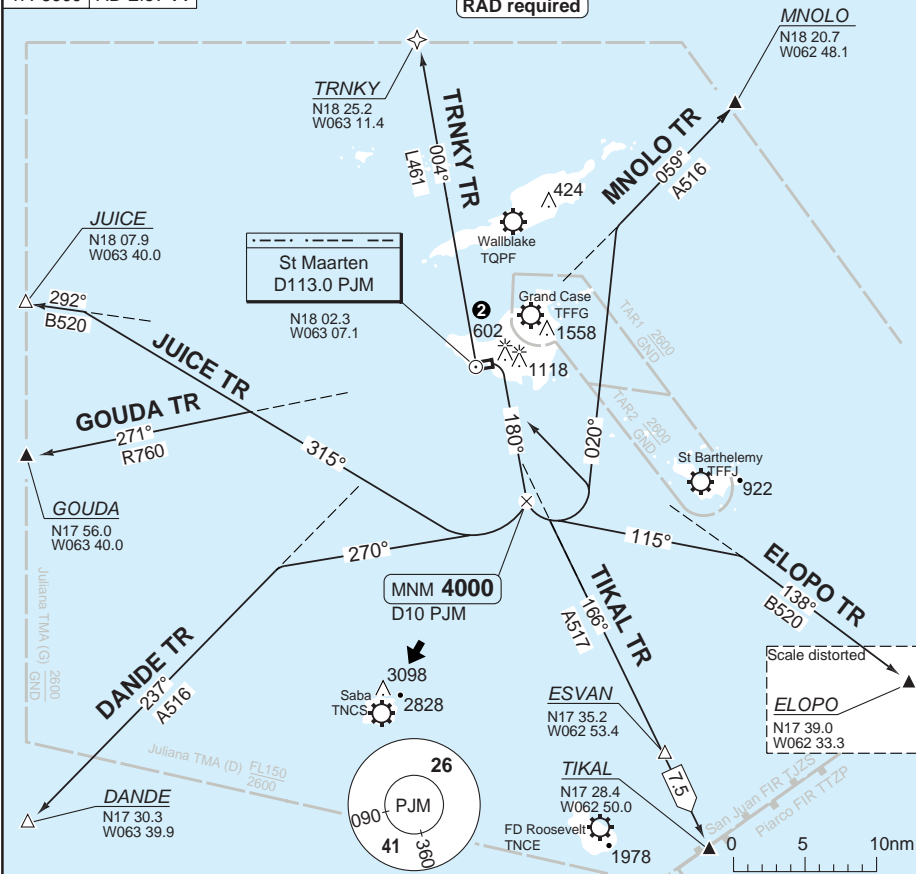 RAD required
MNOLO
N18 20.7
W062 48.1
TRNKY
N18 25.2
W063 11.4
TRNKY TR
004°
L461
MNOLO TR
059°
A516
424
Wallblake
TQPF
JUICE
N18 07.9
W063 40.0
St Maarten
D113.0 PJM
N18 02.3
W063 07.1
2
602
Grand Case
TFFG
1558
1118
TAR1 2600
GND
TAR2 2600
GND
292°
B520
JUICE TR
GOUDA TR
271°
R760
315°
180°
020°
St Barthelemy
TFFJ
922
GOUDA
N17 56.0
W063 40.0
270°
115°
MNM 4000
D10 PJM
ELOPO TR
138°
B520
TIKAL TR
166°
A517
Juliana TMA (G) 2600
GND
DANDE TR
237°
A516
3098
Saba
TNCS
2828
Scale distorted
ELOPO
N17 39.0
W062 33.3
ESVAN
N17 35.2
W062 53.4
Juliana TMA (D) FL150
2600
7.5
TIKAL
N17 28.4
W062 50.0
San Juan FIR TJZS
Piarco FIR TTZP
DANDE
N17 30.3
W063 39.9
26
090
PJM
41
360
FD Roosevelt
TNCE
1978
0 5 10nm